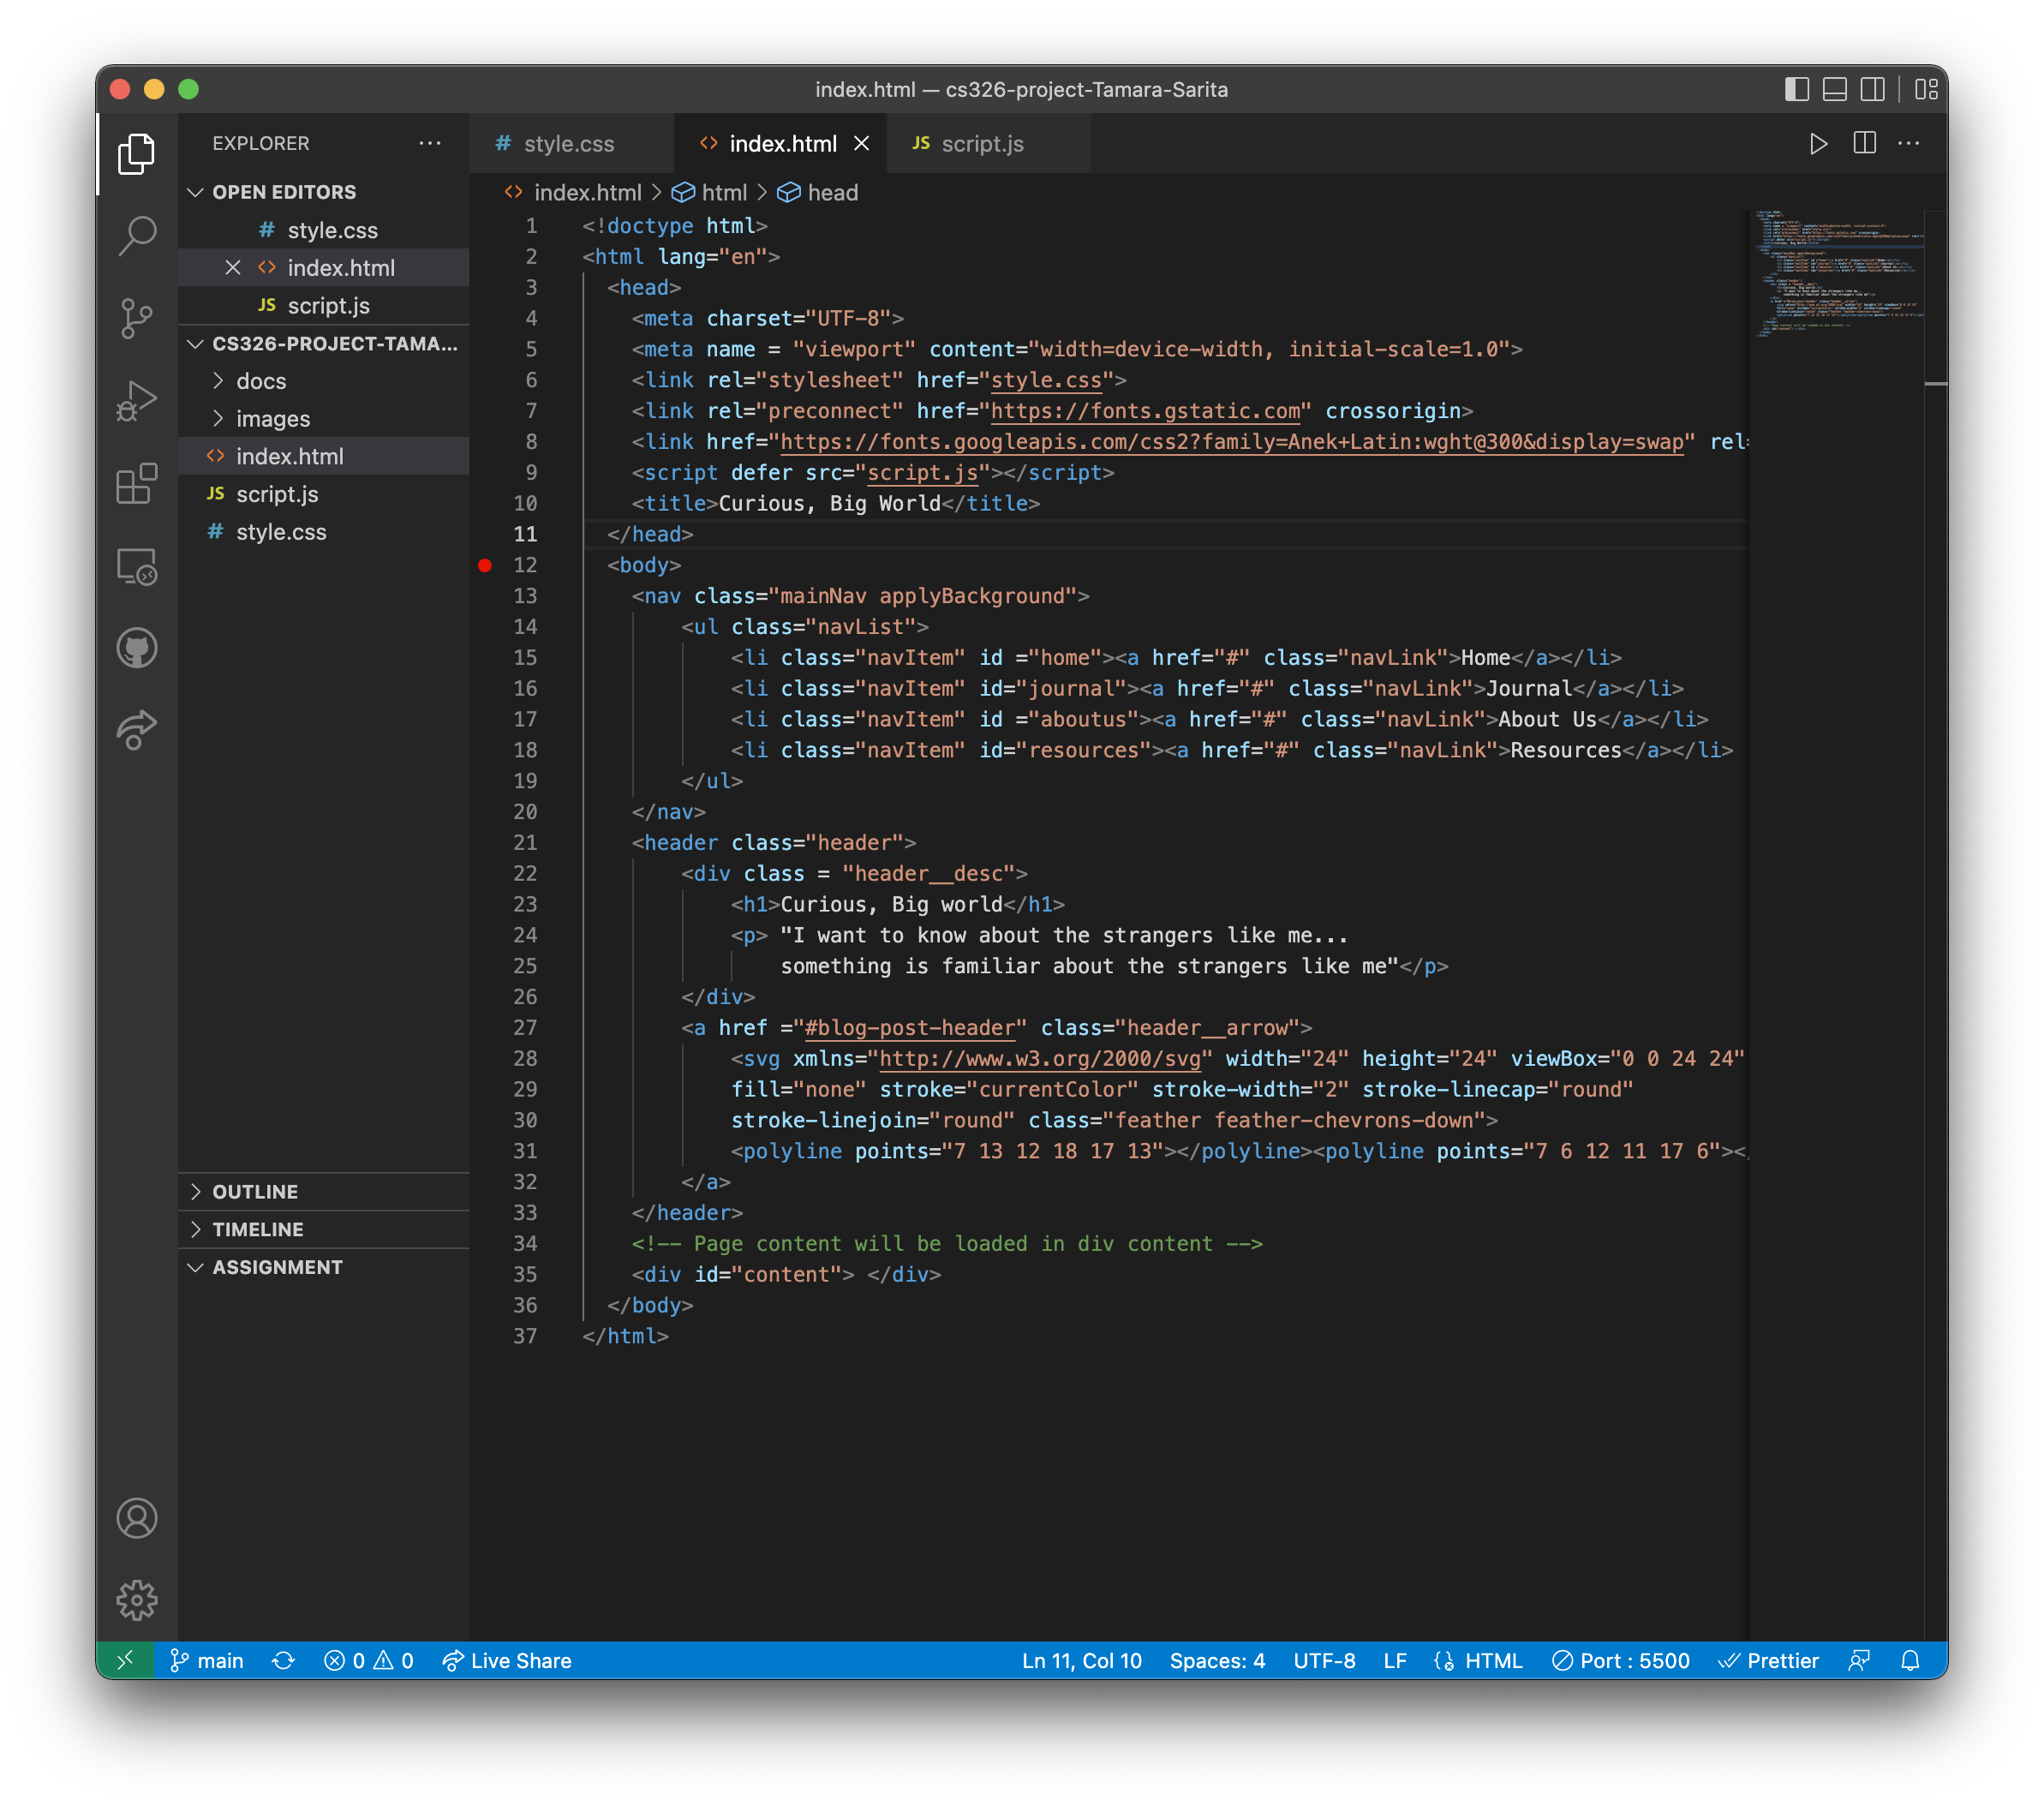 index.html — cs326-project-Tamara-Sarita
EXPLORER
OPEN EDITORS
# style.css
<> index.html
JS script.js
CS326-PROJECT-TAMA...
docs
images
<> index.html
JS script.js
# style.css
OUTLINE
TIMELINE
ASSIGNMENT
# style.css
<> index.html
JS script.js
<> index.html > html > head
1 <!doctype html>
2 <html lang="en">
3 <head>
4 <meta charset="UTF-8">
5 <meta name = "viewport" content="width=device-width, initial-scale=1.0">
6 <link rel="stylesheet" href="style.css">
7 <link rel="preconnect" href="https://fonts.gstatic.com" crossorigin>
8 <link href="https://fonts.googleapis.com/css2?family=Anek+Latin:wght@300&display=swap" rel=
9 <script defer src="script.js"></script>
10 <title>Curious, Big World</title>
11 </head>
12 <body>
13 <nav class="mainNav applyBackground">
14 <ul class="navList">
15 <li class="navItem" id ="home"><a href="#" class="navLink">Home</a></li>
16 <li class="navItem" id="journal"><a href="#" class="navLink">Journal</a></li>
17 <li class="navItem" id ="aboutus"><a href="#" class="navLink">About Us</a></li>
18 <li class="navItem" id="resources"><a href="#" class="navLink">Resources</a></li>
19 </ul>
20 </nav>
21 <header class="header">
22 <div class = "header__desc">
23 <h1>Curious, Big world</h1>
24 <p> "I want to know about the strangers like me...
25 something is familiar about the strangers like me"</p>
26 </div>
27 <a href ="#blog-post-header" class="header__arrow">
28 <svg xmlns="http://www.w3.org/2000/svg" width="24" height="24" viewBox="0 0 24 24"
29 fill="none" stroke="currentColor" stroke-width="2" stroke-linecap="round"
30 stroke-linejoin="round" class="feather feather-chevrons-down">
31 <polyline points="7 13 12 18 17 13"></polyline><polyline points="7 6 12 11 17 6"></
32 </a>
33 </header>
34 <!-- Page content will be loaded in div content -->
35 <div id="content"> </div>
36 </body>
37 </html>
main 0 0 Live Share Ln 11, Col 10 Spaces: 4 UTF-8 LF HTML Port : 5500 Prettier